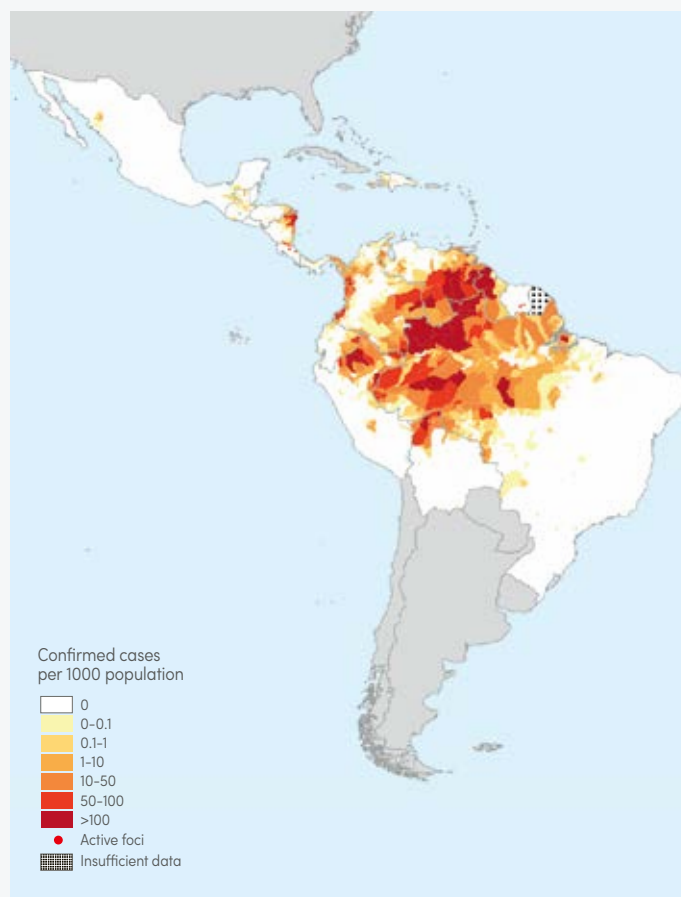 Confirmed cases
per 1000 population
0
0-0.1
0.1-1
1-10
10-50
50-100
>100
Active foci
Insufficient data